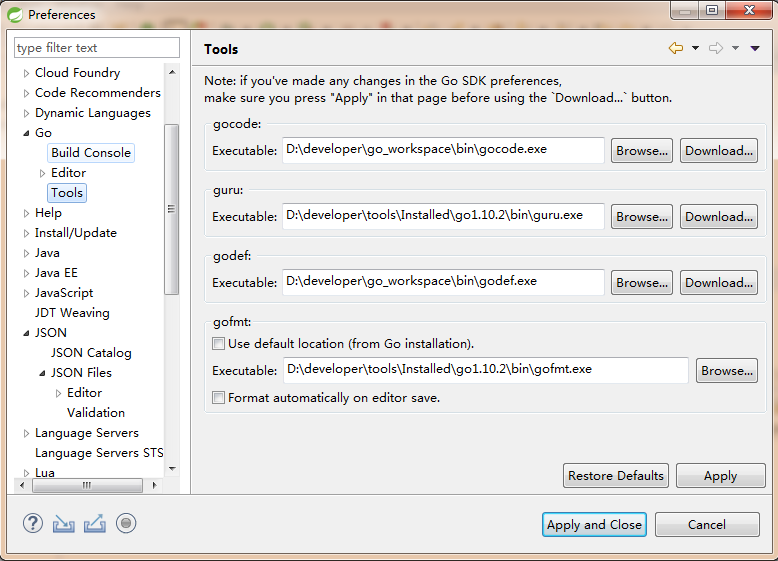 Preferences
type filter text
Cloud Foundry
Code Recommenders
Dynamic Languages
Go
Build Console
Editor
Tools
Help
Install/Update
Java
Java EE
JavaScript
JDT Weaving
JSON
JSON Catalog
JSON Files
Editor
Validation
Language Servers
Language Servers STS
Lua
Tools
Note: if you've made any changes in the Go SDK preferences,
make sure you press "Apply" in that page before using the `Download...` button.
gocode:
Executable: D:\developer\go_workspace\bin\gocode.exe Browse... Download...
guru:
Executable: D:\developer\tools\Installed\go1.10.2\bin\guru.exe Browse... Download...
godef:
Executable: D:\developer\go_workspace\bin\godef.exe Browse... Download...
gofmt:
Use default location (from Go installation).
Executable: D:\developer\tools\Installed\go1.10.2\bin\gofmt.exe Browse...
Format automatically on editor save.
Restore Defaults Apply
Apply and Close Cancel